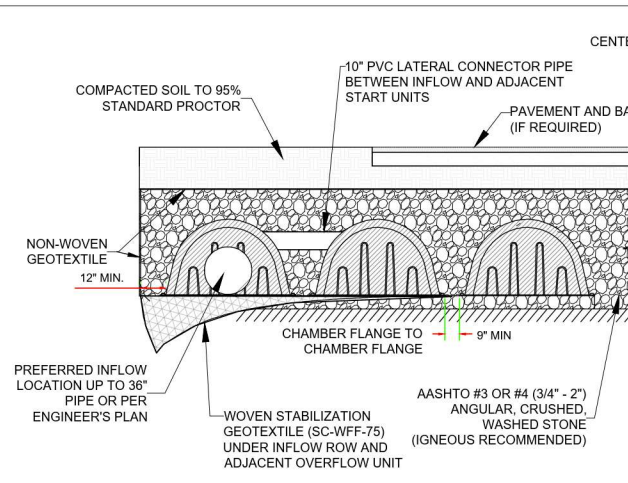 CENTE
10" PVC LATERAL CONNECTOR PIPE
BETWEEN INFLOW AND ADJACENT
START UNITS
COMPACTED SOIL TO 95%
STANDARD PROCTOR
PAVEMENT AND BA
(IF REQUIRED)
NON-WOVEN
GEOTEXTILE
12" MIN.
CHAMBER FLANGE TO
CHAMBER FLANGE
9" MIN
PREFERRED INFLOW
LOCATION UP TO 36"
PIPE OR PER
ENGINEER'S PLAN
WOVEN STABILIZATION
GEOTEXTILE (SC-WFF-75)
UNDER INFLOW ROW AND
ADJACENT OVERFLOW UNIT
AASHTO #3 OR #4 (3/4" - 2")
ANGULAR, CRUSHED,
WASHED STONE
(IGNEOUS RECOMMENDED)